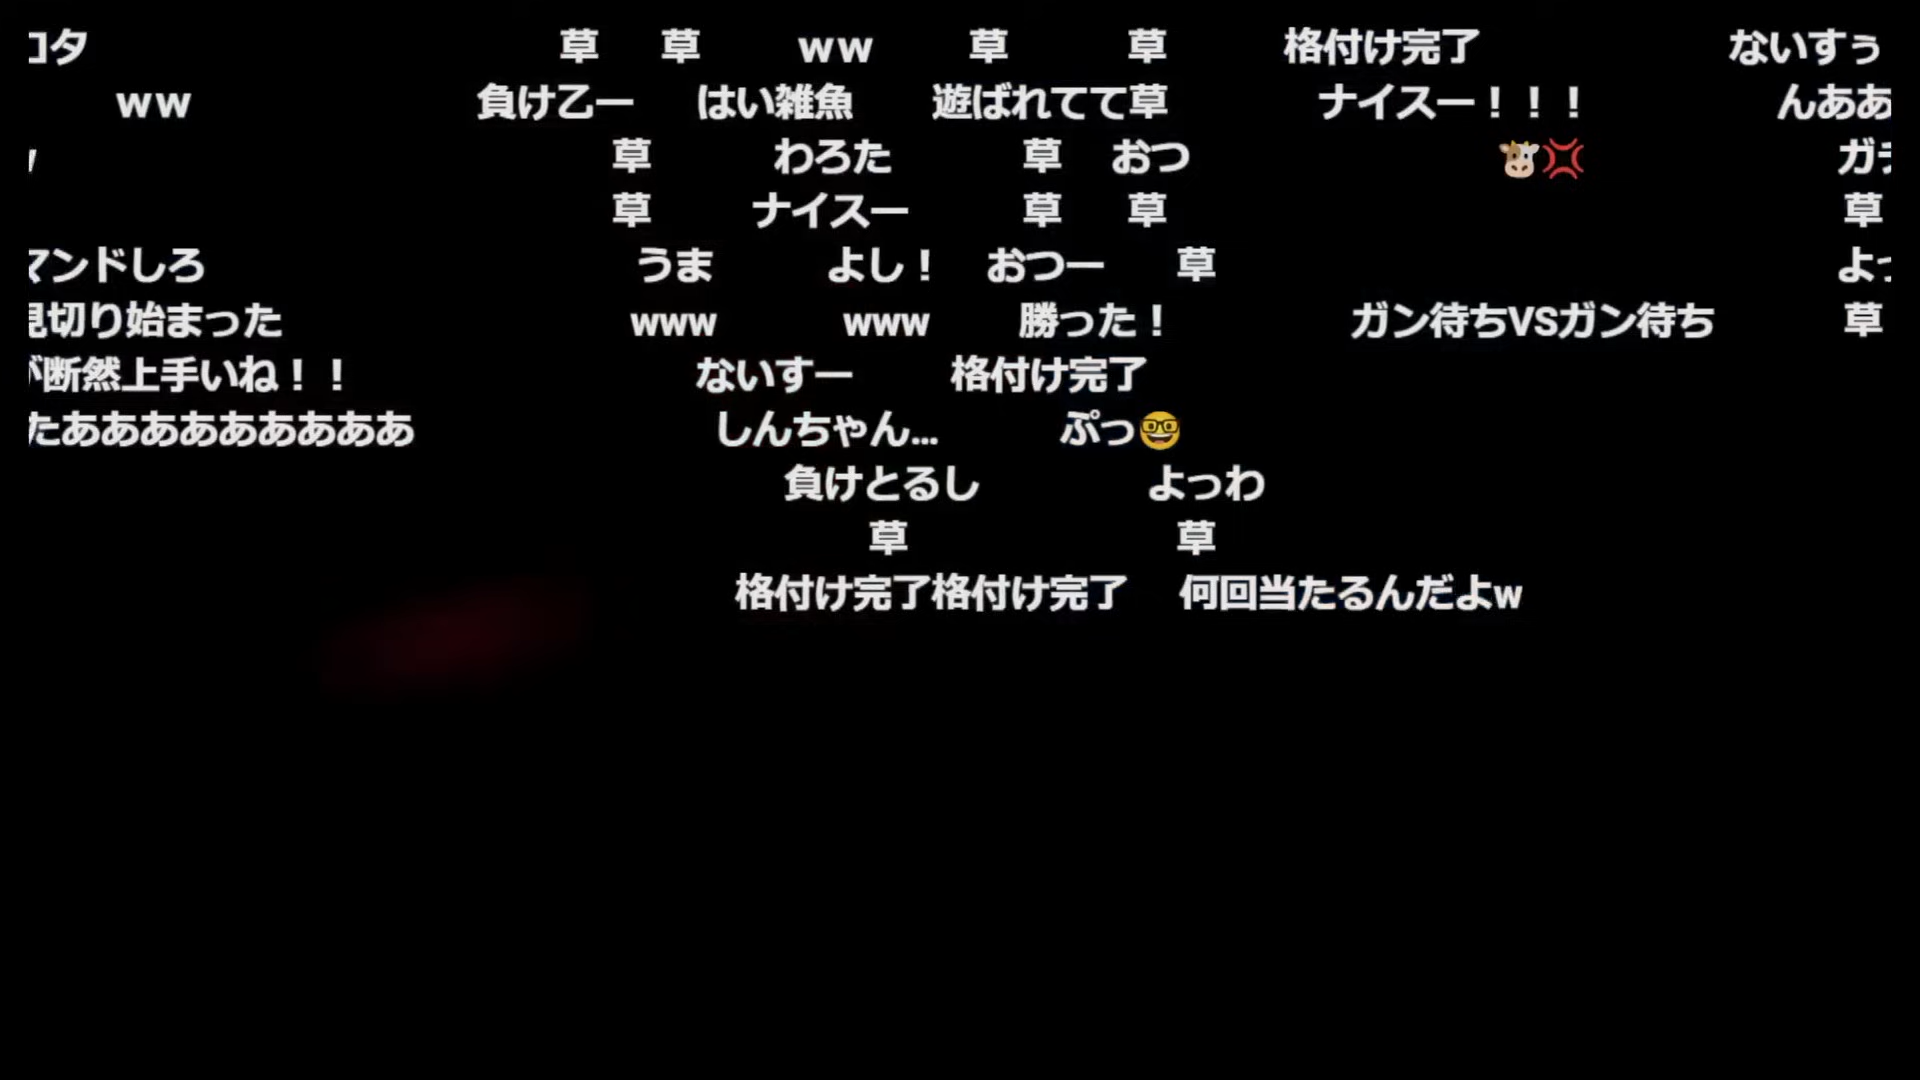 コタ 草 草 ww 草 草 格付け完了 ないすぅ
ww 負け乙ー はい雑魚 遊ばれてて草 ナイスー！！！ んああ
草 わろた 草 おつ 🐮💢
草 ナイスー 草 草 草
マンドしろ うま よし！ おつー 草 よっ
見切り始まった www www 勝った！ ガン待ちVSガン待ち 草
が断然上手いね！！ ないすー 格付け完了
たあああああああああ しんちゃん... ぷっ🤓
負けとるし よっわ
草 草
格付け完了格付け完了 何回当たるんだよw